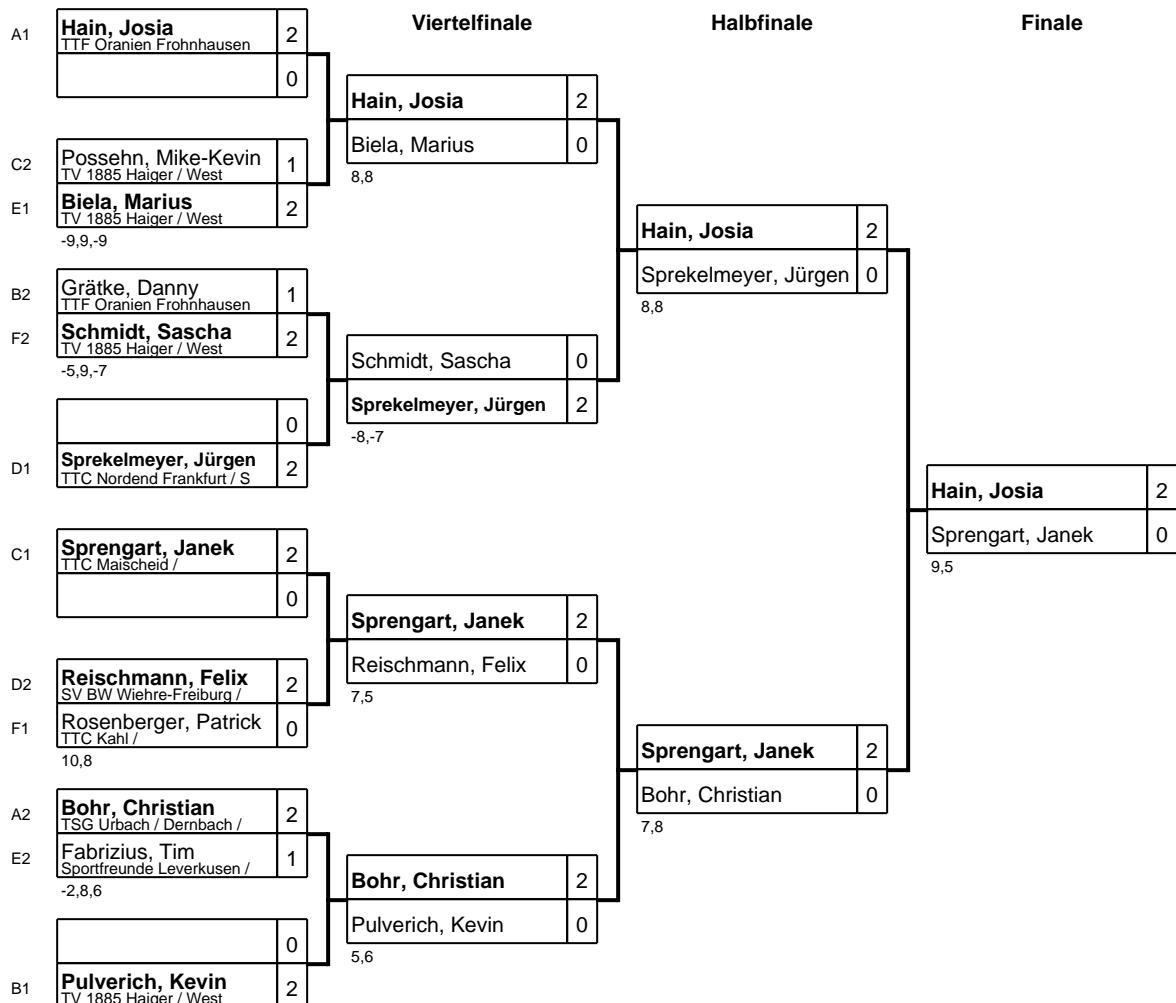 Viertelfinale
Halbfinale
Finale
A1
Hain, Josia 2
TTF Oranien Frohnhausen
0
C2
Possehn, Mike-Kevin 1
TV 1885 Haiger / West
E1
Biela, Marius 2
TV 1885 Haiger / West
-9,9,-9
B2
Grätke, Danny 1
TTF Oranien Frohnhausen
F2
Schmidt, Sascha 2
TV 1885 Haiger / West
-5,9,-7
0
D1
Sprekelmeyer, Jürgen 2
TTC Nordend Frankfurt / S
C1
Sprengart, Janek 2
TTC Maischeid /
0
D2
Reischmann, Felix 2
SV BW Wiehre-Freiburg /
F1
Rosenberger, Patrick 0
TTC Kahl /
10,8
A2
Bohr, Christian 2
TSG Urbach / Dernbach /
E2
Fabrizius, Tim 1
Sportfreunde Leverkusen /
-2,8,6
0
B1
Pulverich, Kevin 2
TV 1885 Haiger / West
Hain, Josia 2
Biela, Marius 0
8,8
Schmidt, Sascha 0
Sprekelmeyer, Jürgen 2
-8,-7
Sprengart, Janek 2
Reischmann, Felix 0
7,5
Bohr, Christian 2
Pulverich, Kevin 0
5,6
Hain, Josia 2
Sprekelmeyer, Jürgen 0
8,8
Sprengart, Janek 2
Bohr, Christian 0
7,8
Hain, Josia 2
Sprengart, Janek 0
9,5